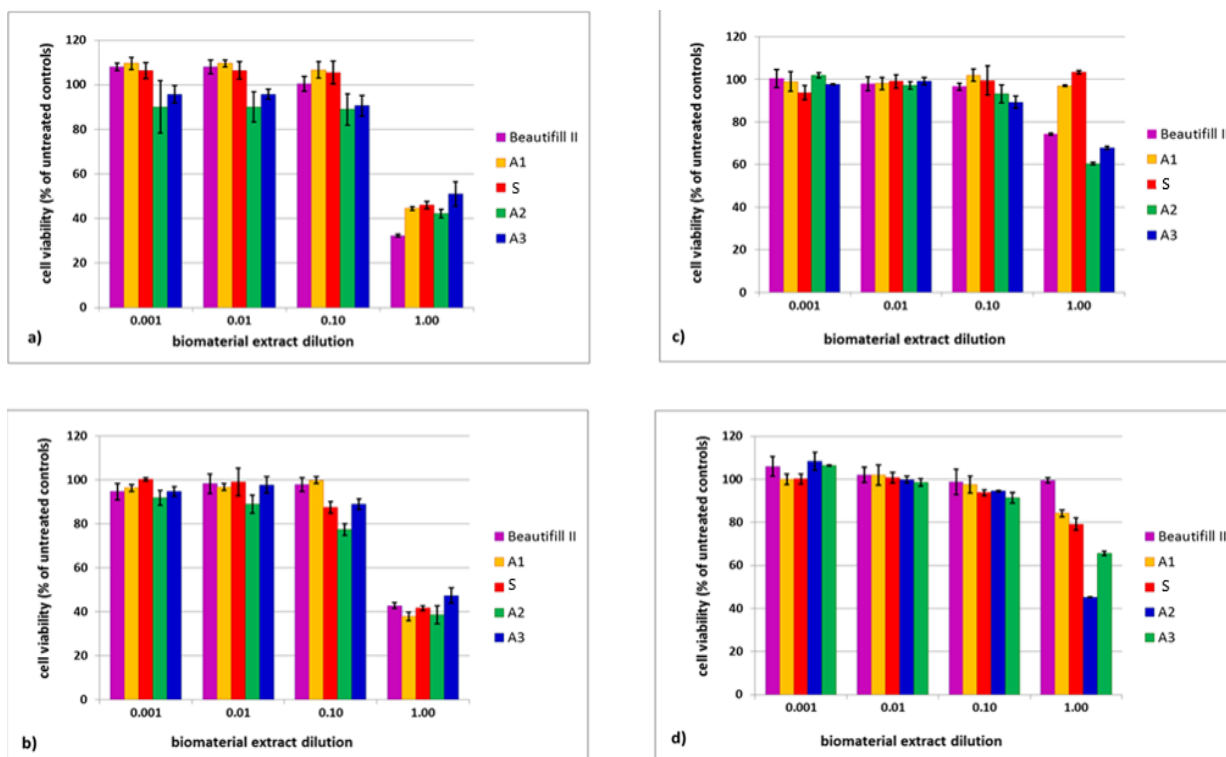 120
100
80
60
40
20
0
cell viability (% of untreated controls)
0.001 0.01 0.10 1.00
biomaterial extract dilution
a)
Beautifill II
A1
S
A2
A3
120
100
80
60
40
20
0
cell viability (% of untreated controls)
0.001 0.01 0.10 1.00
biomaterial extract dilution
c)
Beautifill II
A1
S
A2
A3
120
100
80
60
40
20
0
cell viability (% of untreated controls)
0.001 0.01 0.10 1.00
biomaterial extract dilution
b)
Beautifill II
A1
S
A2
A3
120
100
80
60
40
20
0
cell viability (% of untreated controls)
0.001 0.01 0.10 1.00
biomaterial extract dilution
d)
Beautifill II
A1
S
A2
A3